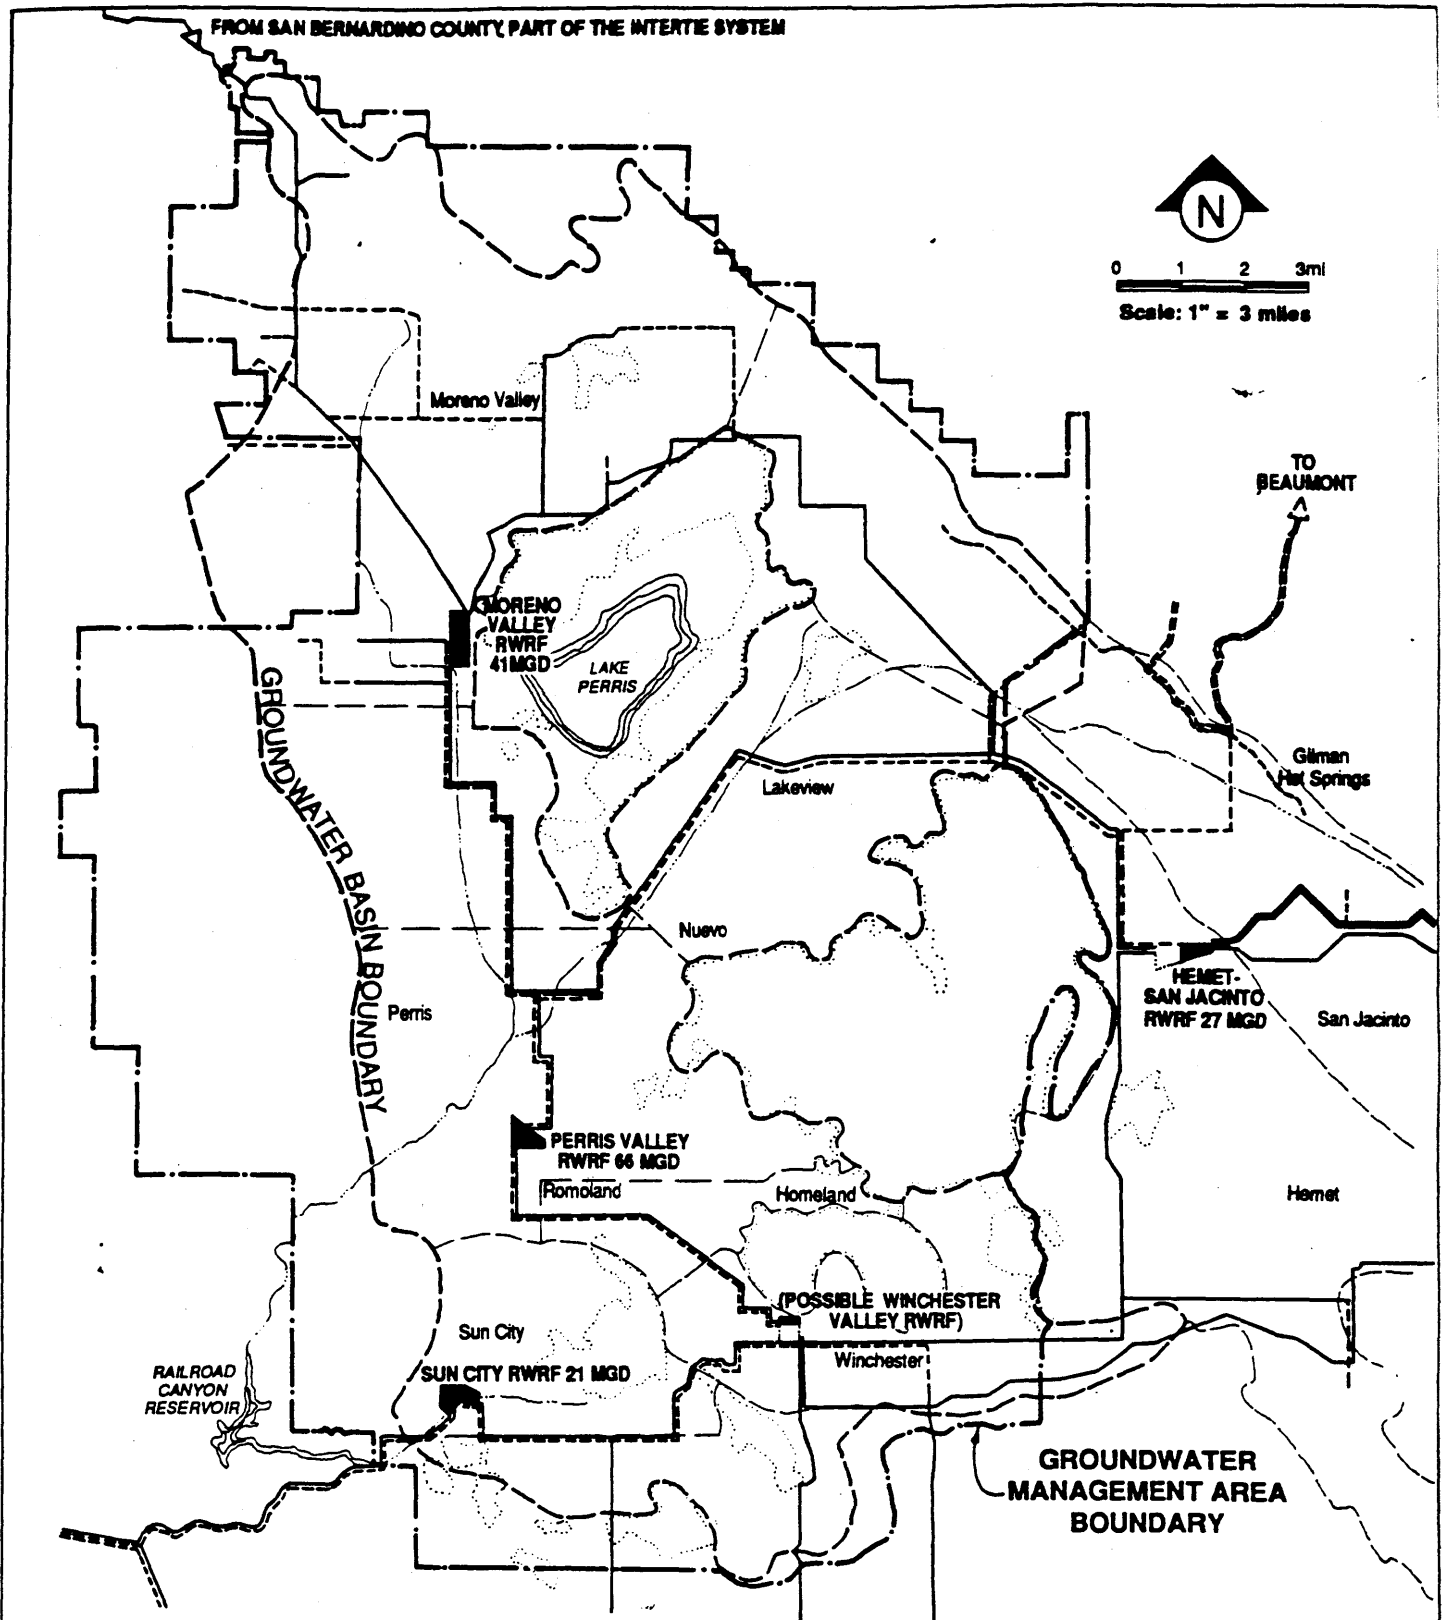 FROM SAN BERNARDINO COUNTY, PART OF THE INTERTIE SYSTEM
N
0 1 2 3mi
Scale: 1" = 3 miles
Moreno Valley
TO
BEAUMONT
MORENO
VALLEY
RWRF
41MGD
LAKE
PERRIS
GROUNDWATER BASIN BOUNDARY
Gilman
Hot Springs
Lakeview
Nuevo
Perris
HEMET-
SAN JACINTO
RWRF 27 MGD
San Jacinto
PERRIS VALLEY
RWRF 66 MGD
Romoland
Homeland
Hemet
(POSSIBLE WINCHESTER
VALLEY RWRF)
Sun City
Winchester
SUN CITY RWRF 21 MGD
RAILROAD
CANYON
RESERVOIR
GROUNDWATER
MANAGEMENT AREA
BOUNDARY